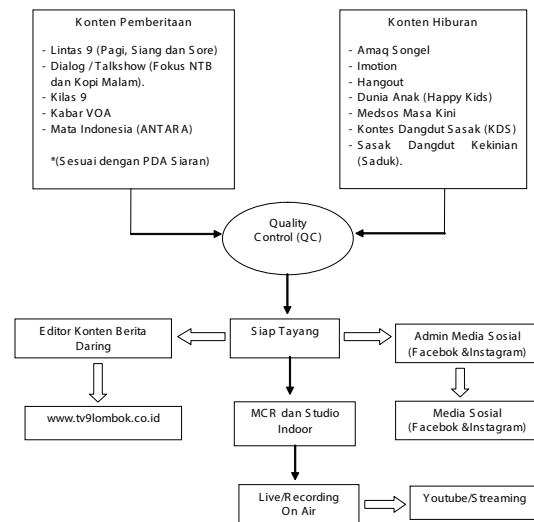 Konten Pemberitaan
- Lintas 9 (Pagi, Siang dan Sore)
- Dialog / Talkshow (Fokus NTB
dan Kopi Malam).
- Kilas 9
- Kabar VOA
- Mata Indonesia (ANTARA)
*(Sesuai dengan PDA Siaran)
Konten Hiburan
- Amaq Songel
- Imotion
- Hangout
- Dunia Anak (Happy Kids)
- Medsos Masa Kini
- Kontes Dangdut Sasak (KDS)
- Sasak Dangdut Kekinian
(Saduk).
Quality
Control (QC)
Editor Konten Berita
Daring
Siap Tayang
Admin Media Sosial
(Facebok &Instagram)
www.tv9lombok.co.id
MCR dan Studio
Indoor
Media Sosial
(Facebok &Instagram)
Live/Recording
On Air
Youtube/Streaming